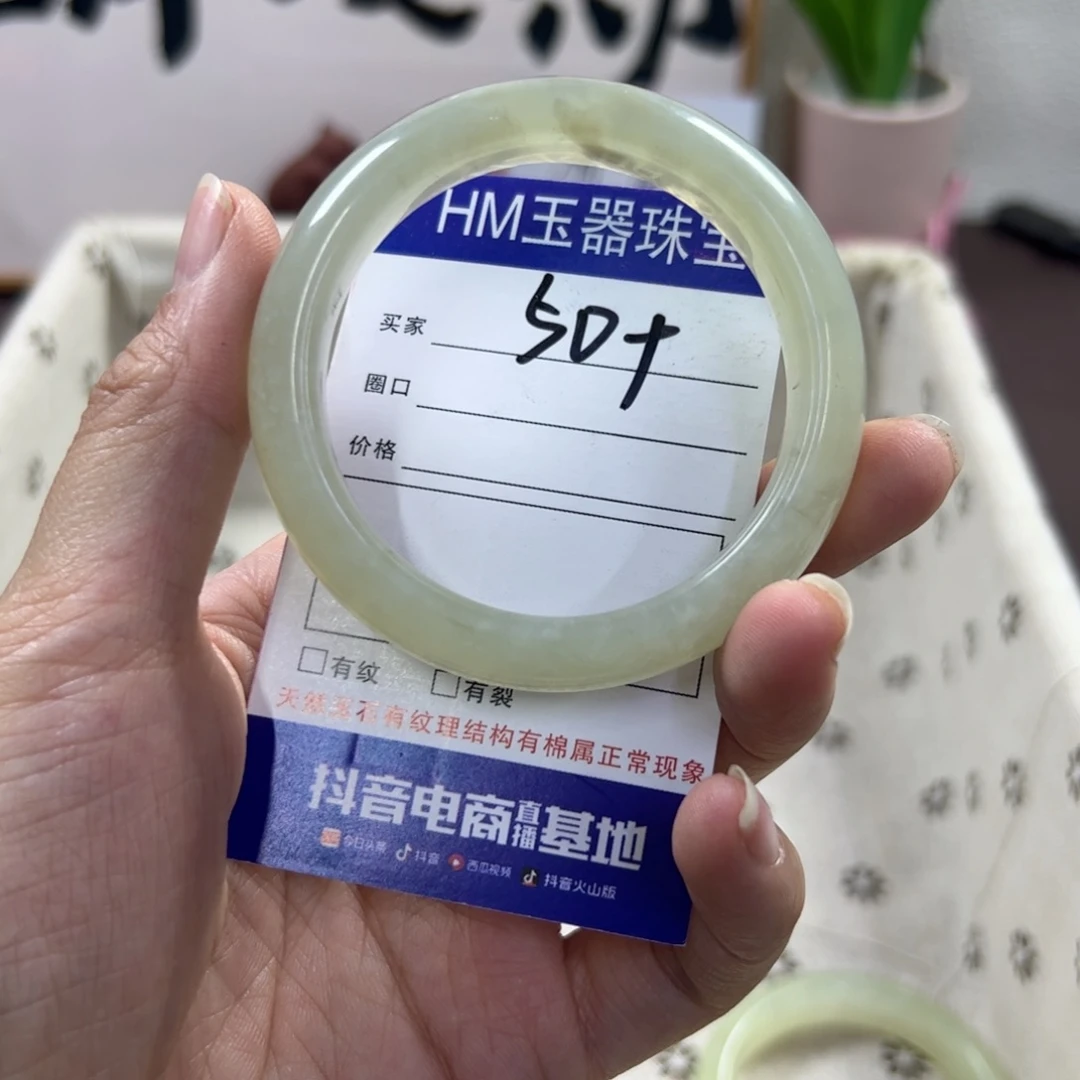 HM玉器珠宝
买家 50+
圈口
价格
有纹 有裂
天然玉石有纹理结构有棉属正常现象
抖音电商直播基地
今日头条 抖音 西瓜视频 抖音火山版